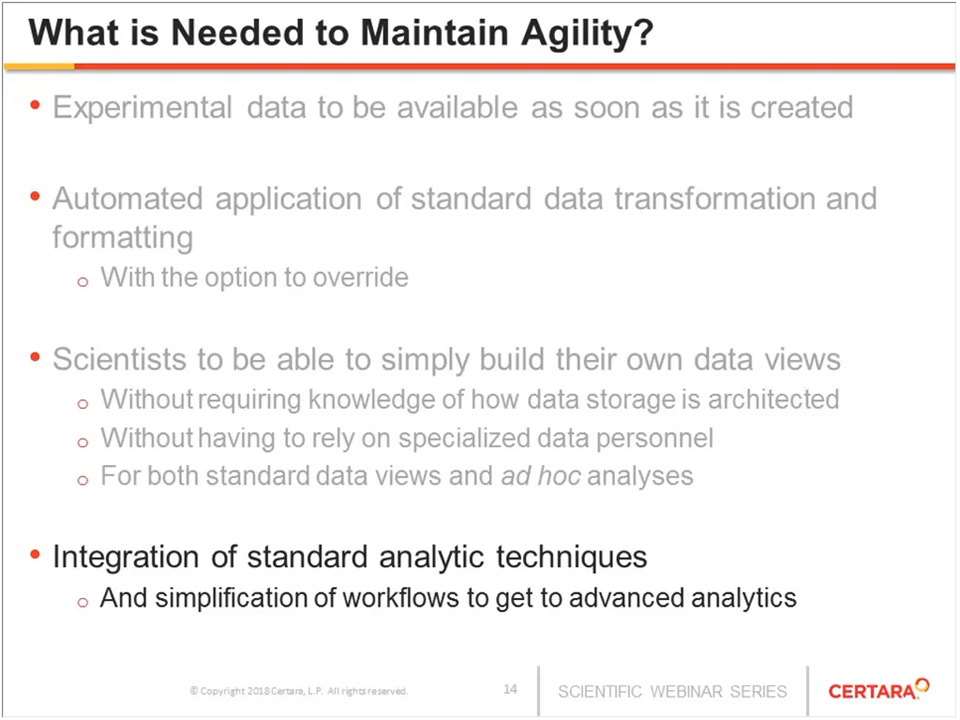 What is Needed to Maintain Agility?
• Experimental data to be available as soon as it is created
• Automated application of standard data transformation and
formatting
o With the option to override
• Scientists to be able to simply build their own data views
o Without requiring knowledge of how data storage is architected
o Without having to rely on specialized data personnel
o For both standard data views and ad hoc analyses
• Integration of standard analytic techniques
o And simplification of workflows to get to advanced analytics
© Copyright 2018 Certara, L.P. All rights reserved.
14
SCIENTIFIC WEBINAR SERIES
CERTARA